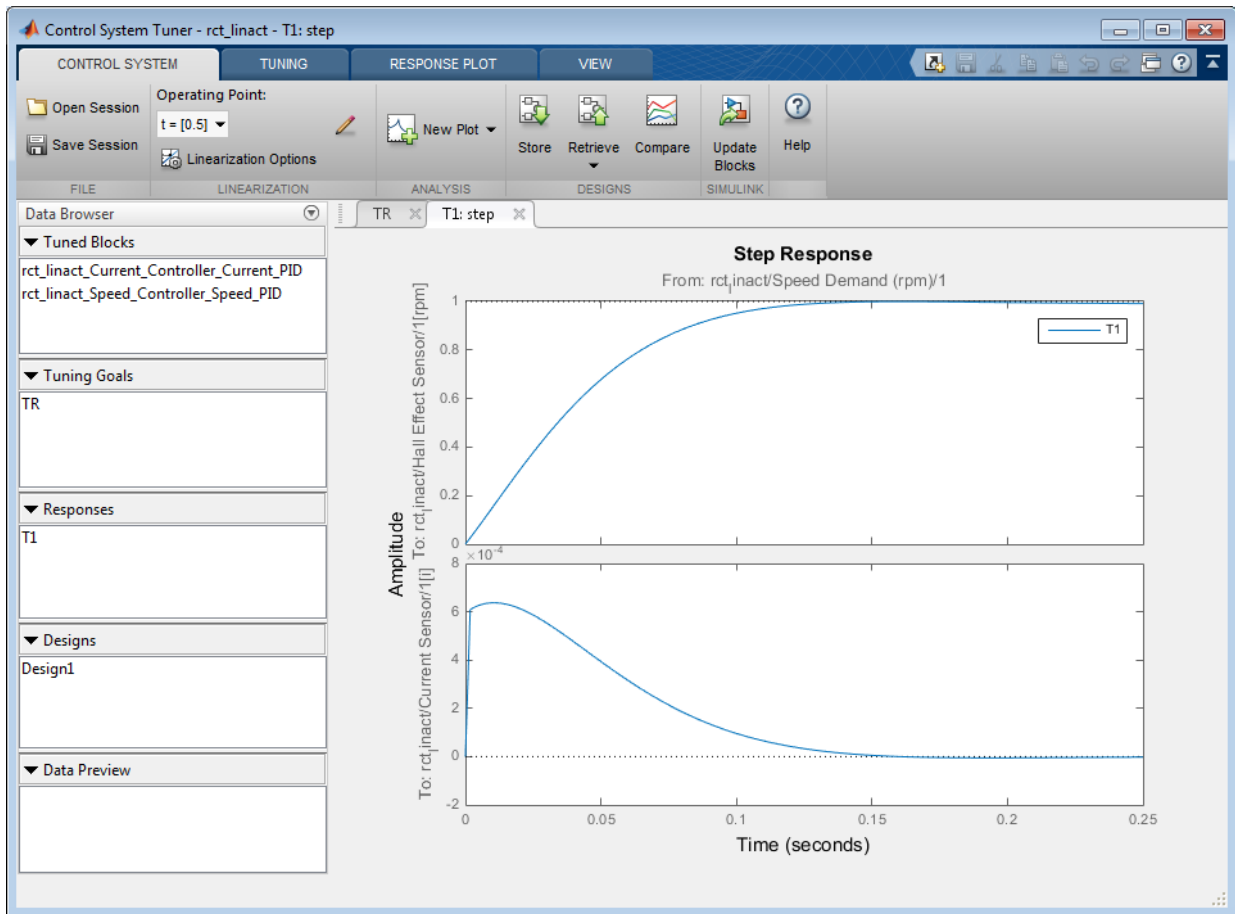 Control System Tuner - rct_linact - T1: step
CONTROL SYSTEM TUNING RESPONSE PLOT VIEW
Open Session
Save Session
FILE
Operating Point:
t = [0.5]
Linearization Options
LINEARIZATION
New Plot
ANALYSIS
Store Retrieve Compare
DESIGNS
Update
Blocks
SIMULINK
Help
Data Browser
Tuned Blocks
rct_linact_Current_Controller_Current_PID
rct_linact_Speed_Controller_Speed_PID
Tuning Goals
TR
Responses
T1
Designs
Design1
Data Preview
TR T1: step
Step Response
From: rct_linact/Speed Demand (rpm)/1
To: rct_linact/Hall Effect Sensor/1[rpm]
1
0.8
0.6
0.4
0.2
0
T1
Amplitude
To: rct_linact/Current Sensor/1[i]
×10⁻⁴
8
6
4
2
0
-2
0 0.05 0.1 0.15 0.2 0.25
Time (seconds)